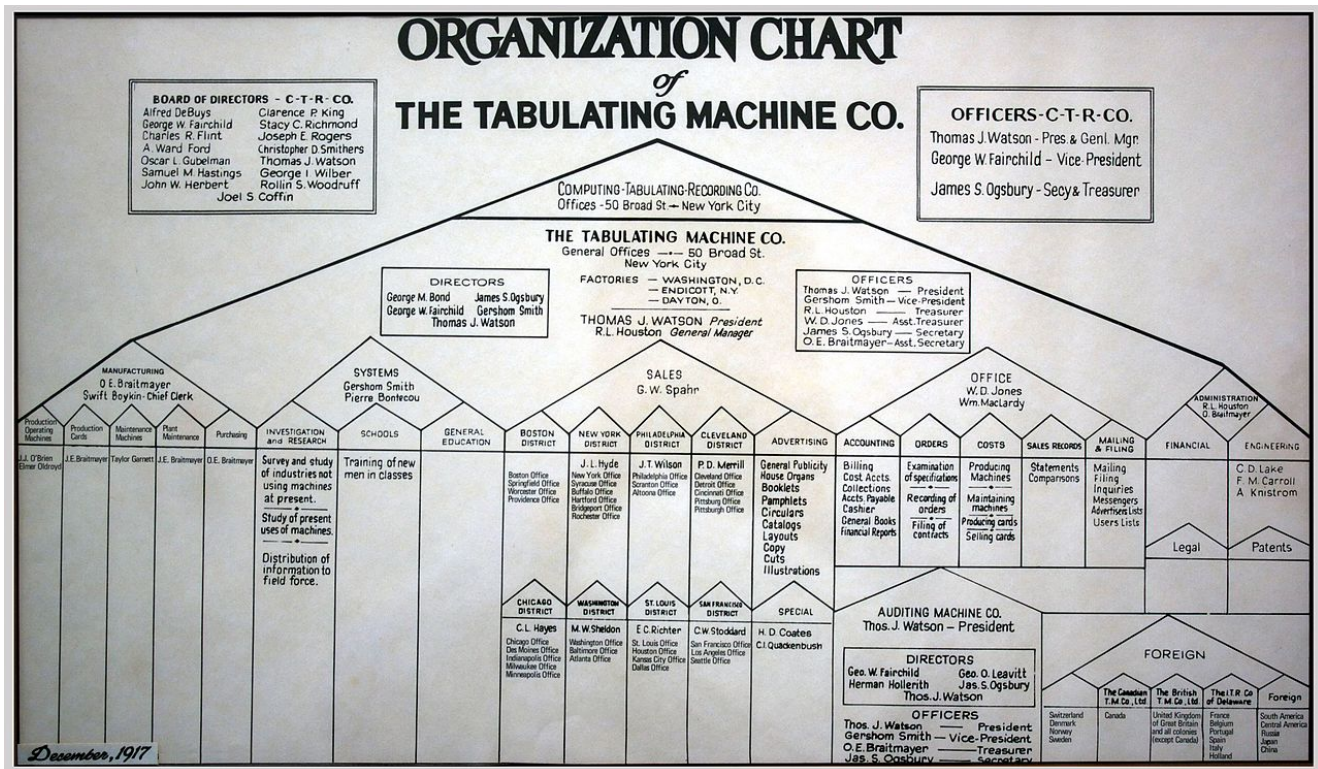 ORGANIZATION CHART
of
THE TABULATING MACHINE CO.
BOARD OF DIRECTORS - C-T-R-CO.
Alfred DeBuys Clarence P. King
George W. Fairchild Stacy C. Richmond
Charles R. Flint Joseph E. Rogers
A. Ward Ford Christopher D. Smithers
Oscar L. Gubelman Thomas J. Watson
Samuel M. Hastings George I Wilber
John W. Herbert Rollin S. Woodruff
Joel S Coffin
OFFICERS-C-T-R-CO.
Thomas J. Watson - Pres. & Genl. Mgr.
George W. Fairchild - Vice-President
James S. Ogsbury - Secy & Treasurer
COMPUTING-TABULATING-RECORDING CO.
Offices - 50 Broad St. - New York City
THE TABULATING MACHINE CO.
General Offices — 50 Broad St.
New York City
FACTORIES — WASHINGTON, D.C.
— ENDICOTT, N.Y.
— DAYTON, O.
THOMAS J. WATSON President
R.L. Houston General Manager
DIRECTORS
George M. Bond James S. Ogsbury
George W. Fairchild Gershom Smith
Thomas J. Watson
OFFICERS
Thomas J. Watson — President
Gershom Smith — Vice-President
R.L. Houston — Treasurer
W.D. Jones — Asst. Treasurer
James S. Ogsbury — Secretary
O.E. Braitmayer - Asst. Secretary
MANUFACTURING
O.E. Braitmayer
Swift Boykin - Chief Clerk
Production
Operating
Machines
J.J. O'Brien
Elmer Oldroyd
Production
Cards
J.E. Braitmayer
Maintenance
Machines
Taylor Garnett
Plant
Maintenance
J.E. Braitmayer
Purchasing
O.E. Braitmayer
SYSTEMS
Gershom Smith
Pierre Bontecou
INVESTIGATION
and RESEARCH
Survey and study
of industries not
using machines
at present.
Study of present
uses of machines.
Distribution of
information to
field force.
SCHOOLS
Training of new
men in classes
GENERAL
EDUCATION
SALES
G.W. Spahr
BOSTON
DISTRICT
Boston Office
Springfield Office
Worcester Office
Providence Office
NEW YORK
DISTRICT
J.L. Hyde
New York Office
Syracuse Office
Buffalo Office
Hartford Office
Bridgeport Office
Rochester Office
PHILADELPHIA
DISTRICT
J.T. Wilson
Philadelphia Office
Scranton Office
Altoona Office
CLEVELAND
DISTRICT
P.D. Merrill
Cleveland Office
Detroit Office
Cincinnati Office
Pittsburg Office
Pittsburgh Office
ADVERTISING
General Publicity
House Organs
Booklets
Pamphlets
Circulars
Catalogs
Layouts
Copy
Cuts
Illustrations
CHICAGO
DISTRICT
C.L. Hayes
Chicago Office
Des Moines Office
Indianapolis Office
Milwaukee Office
Minneapolis Office
WASHINGTON
DISTRICT
M.W. Sheldon
Washington Office
Baltimore Office
Atlanta Office
ST. LOUIS
DISTRICT
E C. Richter
St. Louis Office
Houston Office
Kansas City Office
Dallas Office
SAN FRANCISCO
DISTRICT
C.W. Stoddard
San Francisco Office
Los Angeles Office
Seattle Office
SPECIAL
H. D. Coates
C.I. Quackenbush
OFFICE
W.D. Jones
Wm. MacLardy
ACCOUNTING
Billing
Cost Accts.
Collections
Accts. Payable
Cashier
General Books
Financial Reports
ORDERS
Examination
of specifications
Recording of
orders
Filing of
contracts
COSTS
Producing
Machines
Maintaining
machines
Producing cards
Selling cards
SALES RECORDS
Statements
Comparsons
MAILING
& FILING
Mailing
Filing
Inquiries
Messengers
Advertisers Lists
Users Lists
ADMINISTRATION
R.L. Houston
O. Braitmayer
FINANCIAL
Legal
ENGINEERING
C.D. Lake
F. M. Carroll
A Knistrom
Patents
AUDITING MACHINE CO.
Thos. J. Watson - President
DIRECTORS
Geo. W. Fairchild Geo. O. Leavitt
Herman Hollerith Jas. S. Ogsbury
Thos. J. Watson
OFFICERS
Thos. J. Watson — President
Gershom Smith — Vice-President
O.E. Braitmayer — Treasurer
Jas. S. Ogsbury — Secretary
FOREIGN
Switzerland
Denmark
Norway
Sweden
The Canadian
T.M. Co., Ltd.
Canada
The British
T.M. Co., Ltd.
United Kingdom
of Great Britain
and all colonies
(except Canada)
The I.T.R. Co
of Delaware
France
Belgium
Portugal
Spain
Italy
Holland
Foreign
South America
Central America
Russia
Japan
China
December, 1917